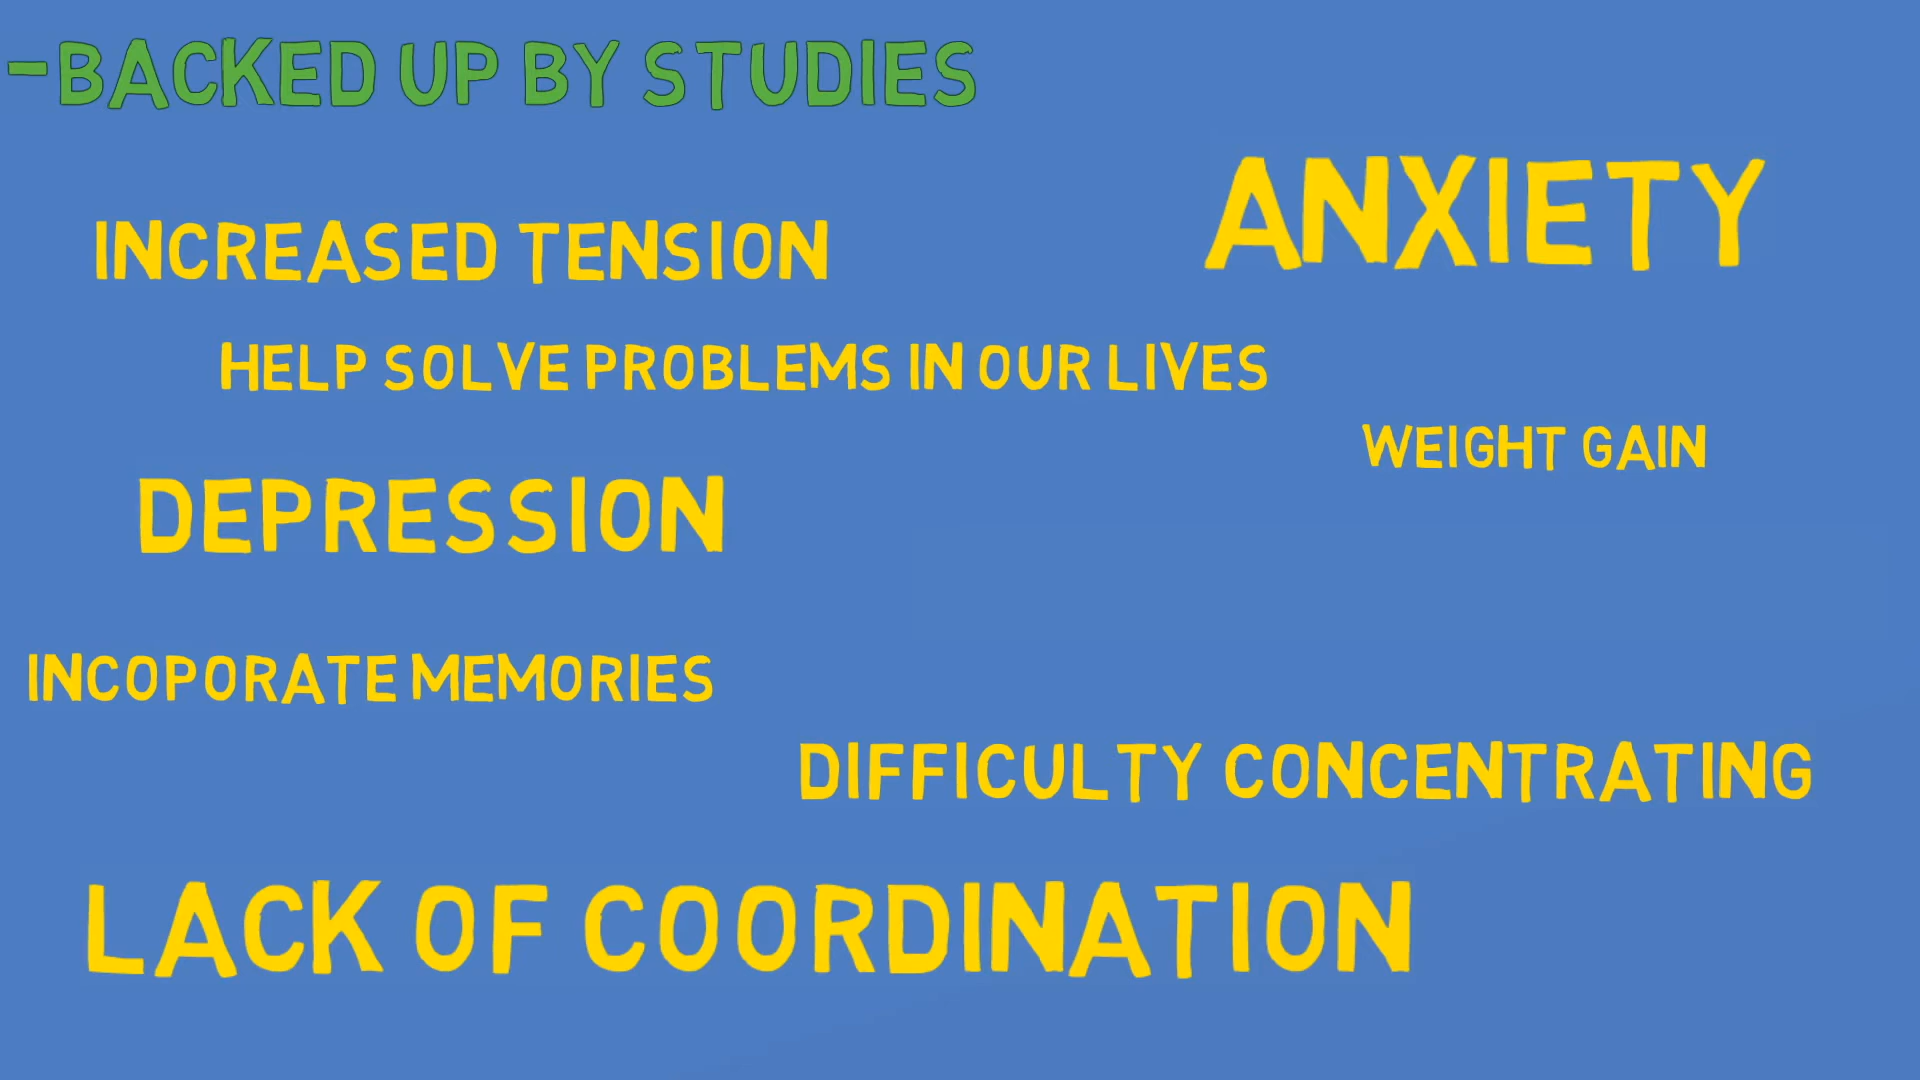 -BACKED UP BY STUDIES
ANXIETY
INCREASED TENSION
HELP SOLVE PROBLEMS IN OUR LIVES
WEIGHT GAIN
DEPRESSION
INCOPORATE MEMORIES
DIFFICULTY CONCENTRATING
LACK OF COORDINATION